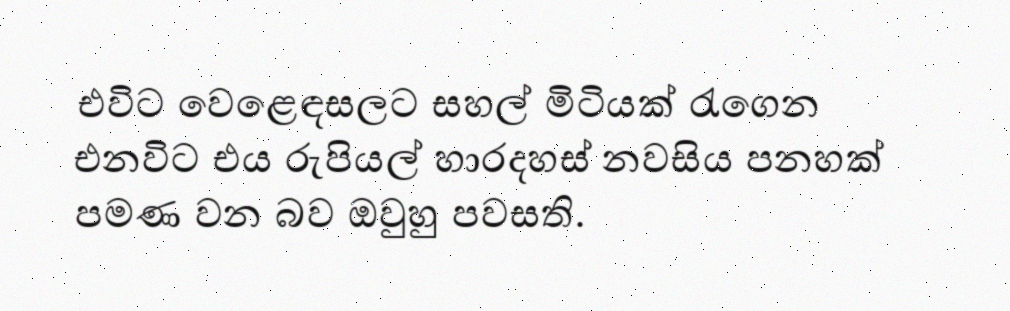 එවිට වෙළෙඳසලට සහල් මිටියක් රැගෙන
එනවිට එය රුපියල් හාරදහස් නවසිය පනහක්
පමණ වන බව ඔවුහු පවසති.